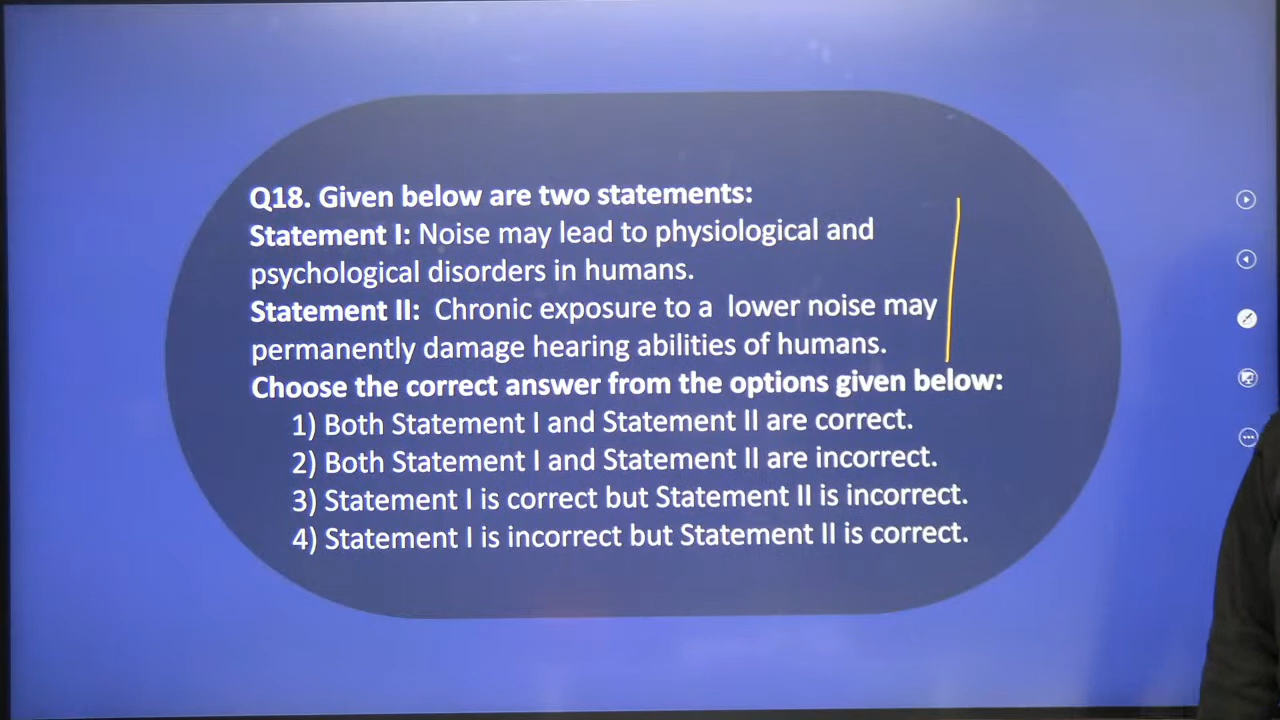 Q18. Given below are two statements:
Statement I: Noise may lead to physiological and
psychological disorders in humans.
Statement II: Chronic exposure to a lower noise may
permanently damage hearing abilities of humans.
Choose the correct answer from the options given below:
1) Both Statement I and Statement II are correct.
2) Both Statement I and Statement II are incorrect.
3) Statement I is correct but Statement II is incorrect.
4) Statement I is incorrect but Statement II is correct.